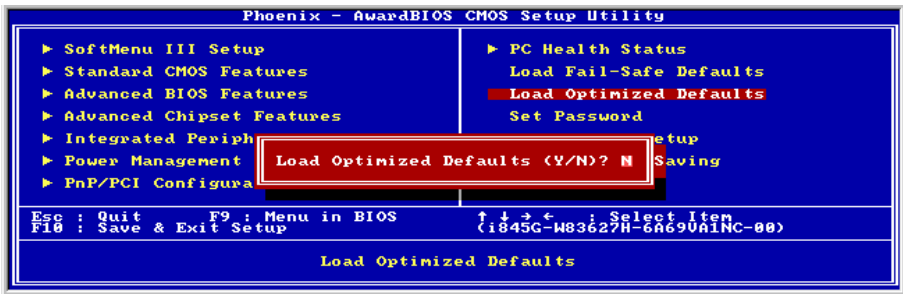 Phoenix - AwardBIOS CMOS Setup Utility
► SoftMenu III Setup
► Standard CMOS Features
► Advanced BIOS Features
► Advanced Chipset Features
► Integrated Periph
► Power Management
► PnP/PCI Configura
► PC Health Status
Load Fail-Safe Defaults
Load Optimized Defaults
Set Password
etup
Saving
Load Optimized Defaults (Y/N)? N
Esc : Quit F9 : Menu in BIOS ↑ ↓ → ← : Select Item
F10 : Save & Exit Setup (i845G-W83627H-6A69VA1NC-00)
Load Optimized Defaults